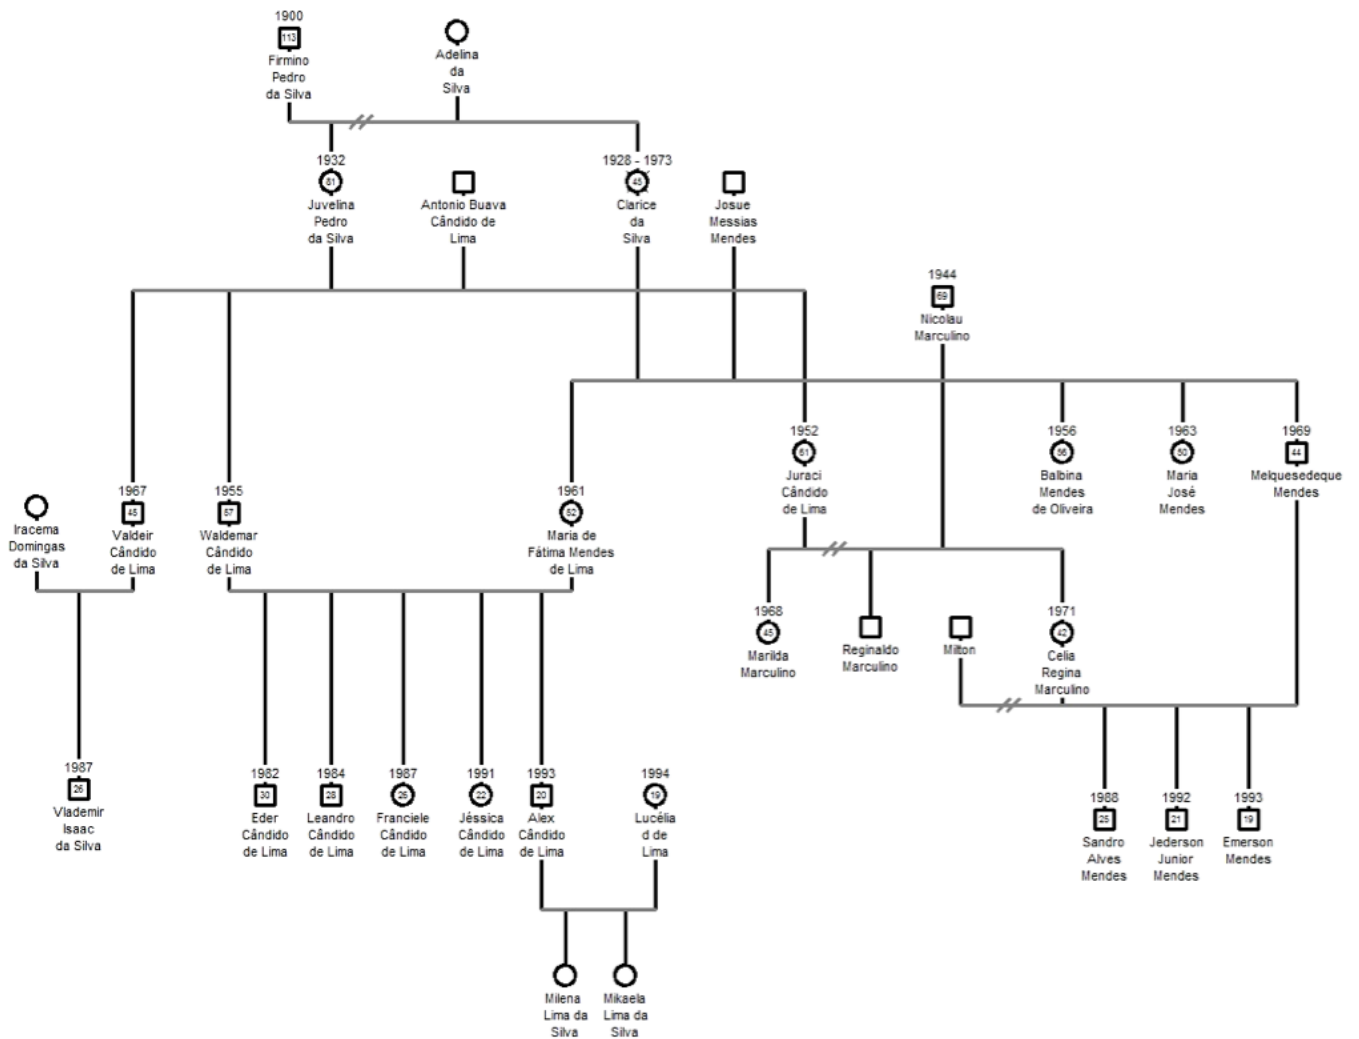 1900
113
Firmino
Pedro
da Silva
Adelina
da
Silva
1932
81
Juvelina
Pedro
da Silva
Antonio Buava
Cândido de
Lima
1928 - 1973
45
Clarice
da
Silva
Josue
Messias
Mendes
1944
69
Nicolau
Marculino
1952
61
Juraci
Cândido
de Lima
1956
56
Balbina
Mendes
de Oliveira
1963
50
Maria
José
Mendes
1969
44
Melquesedeque
Mendes
Iracema
Domingas
da Silva
1967
45
Valdeir
Cândido
de Lima
1955
57
Waldemar
Cândido
de Lima
1961
52
Maria de
Fátima Mendes
de Lima
1968
45
Marilda
Marculino
Reginaldo
Marculino
Milton
1971
42
Celia
Regina
Marculino
1987
26
Vlademir
Isaac
da Silva
1982
30
Eder
Cândido
de Lima
1984
28
Leandro
Cândido
de Lima
1987
26
Franciele
Cândido
de Lima
1991
22
Jéssica
Cândido
de Lima
1993
20
Alex
Cândido
de Lima
1994
19
Lucélia
d de
Lima
1988
25
Sandro
Alves
Mendes
1992
21
Jederson
Junior
Mendes
1993
19
Emerson
Mendes
Milena
Lima da
Silva
Mikaela
Lima da
Silva